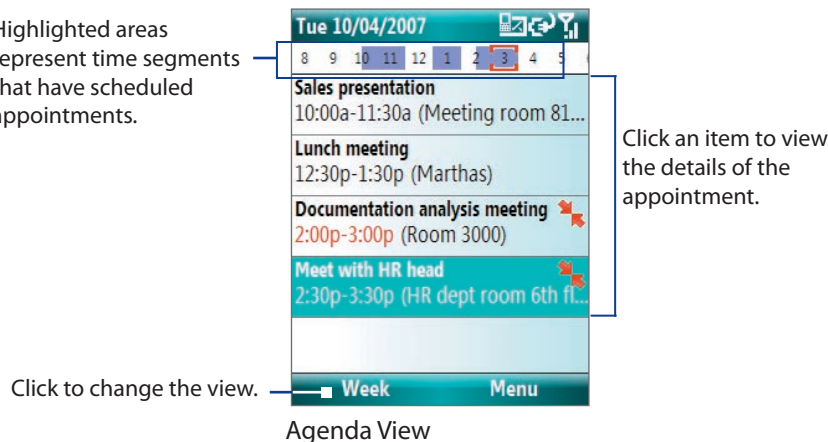 Highlighted areas
represent time segments
that have scheduled
appointments.
Tue 10/04/2007
8 9 10 11 12 1 2 3 4 5
Sales presentation
10:00a-11:30a (Meeting room 81...
Lunch meeting
12:30p-1:30p (Marthas)
Documentation analysis meeting
2:00p-3:00p (Room 3000)
Meet with HR head
2:30p-3:30p (HR dept room 6th fl...
Click an item to view
the details of the
appointment.
Click to change the view.
Week Menu
Agenda View